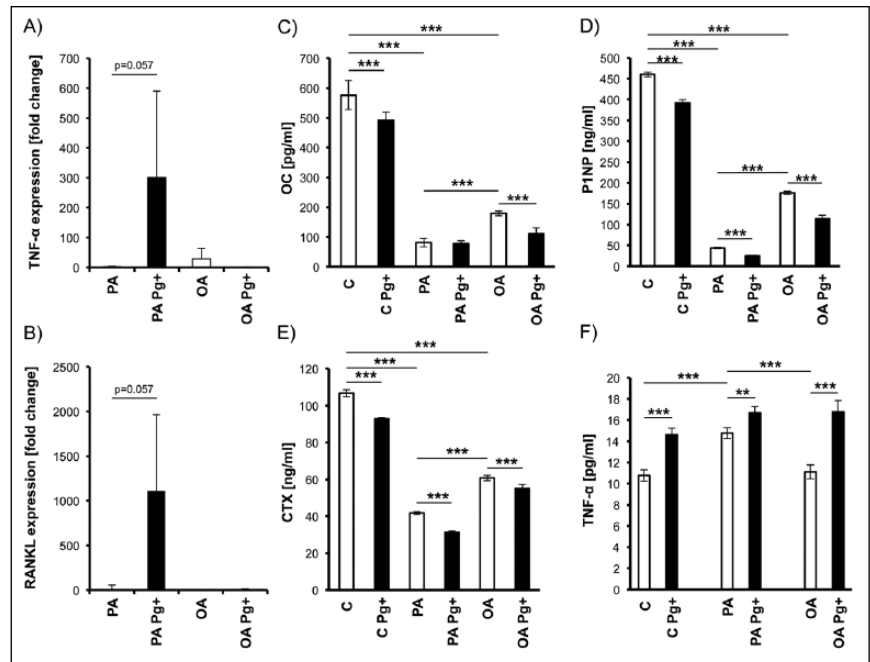 A)
TNF-α expression [fold change]
700
600
500
400
300
200
100
0
p=0.057
PA
PA Pg+
OA
OA Pg+
B)
RANKL expression [fold change]
2500
2000
1500
1000
500
0
p=0.057
PA
PA Pg+
OA
OA Pg+
C)
OC [pg/ml]
700
600
500
400
300
200
100
0
***
***
***
***
***
C
C Pg+
PA
PA Pg+
OA
OA Pg+
D)
P1NP [ng/ml]
500
450
400
350
300
250
200
150
100
50
0
***
***
***
***
***
***
C
C Pg+
PA
PA Pg+
OA
OA Pg+
E)
CTX [ng/ml]
120
100
80
60
40
20
0
***
***
***
***
***
***
C
C Pg+
PA
PA Pg+
OA
OA Pg+
F)
TNF-α [pg/ml]
20
18
16
14
12
10
8
6
4
2
0
***
***
***
**
***
C
C Pg+
PA
PA Pg+
OA
OA Pg+